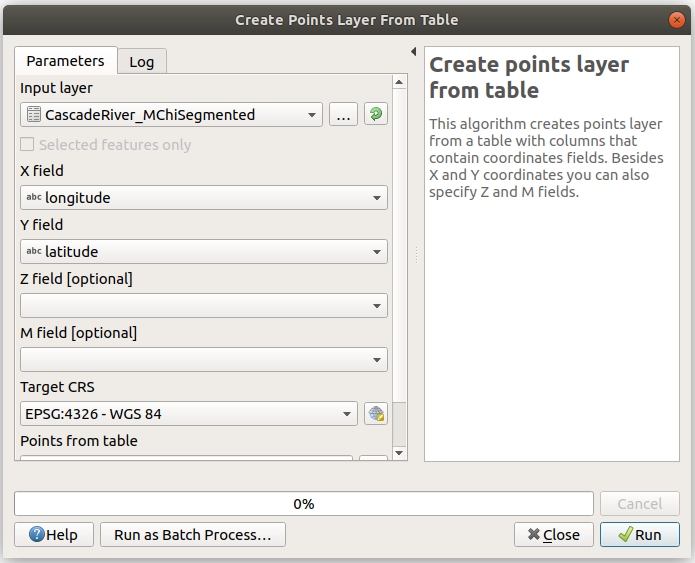 Create Points Layer From Table
Parameters
Log
Input layer
CascadeRiver_MChiSegmented
...
Selected features only
X field
abc longitude
Y field
abc latitude
Z field [optional]
M field [optional]
Target CRS
EPSG:4326 - WGS 84
Points from table
Create points layer
from table
This algorithm creates points layer
from a table with columns that
contain coordinates fields. Besides
X and Y coordinates you can also
specify Z and M fields.
0%
Cancel
Help
Run as Batch Process...
Close
Run